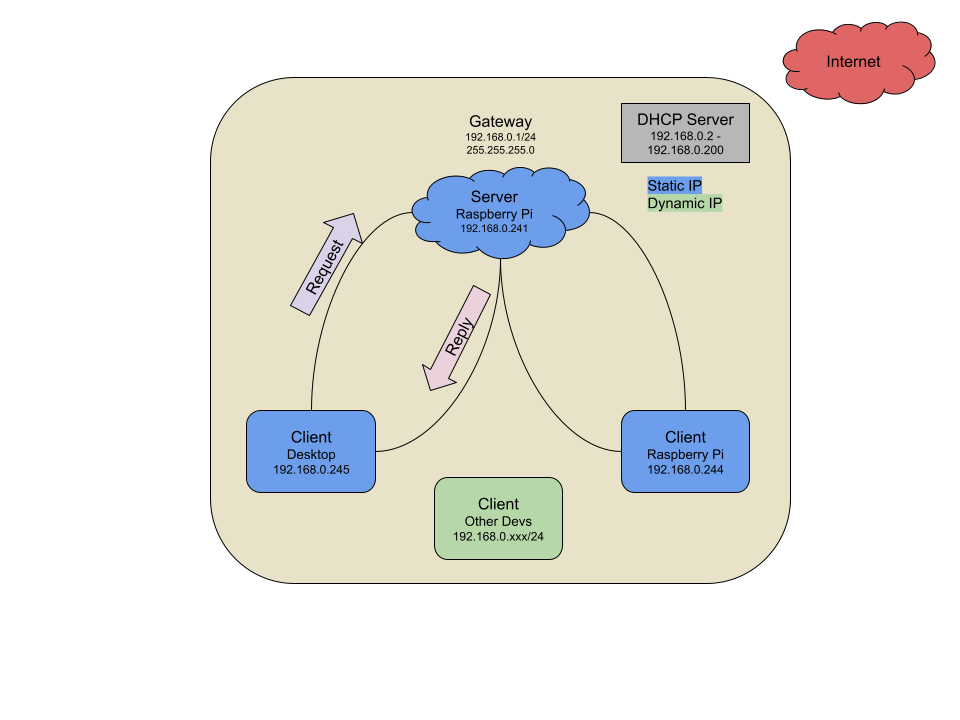 Internet
Gateway
192.168.0.1/24
255.255.255.0
DHCP Server
192.168.0.2 -
192.168.0.200
Static IP
Dynamic IP
Server
Raspberry Pi
192.168.0.241
Request
Reply
Client
Desktop
192.168.0.245
Client
Raspberry Pi
192.168.0.244
Client
Other Devs
192.168.0.xxx/24